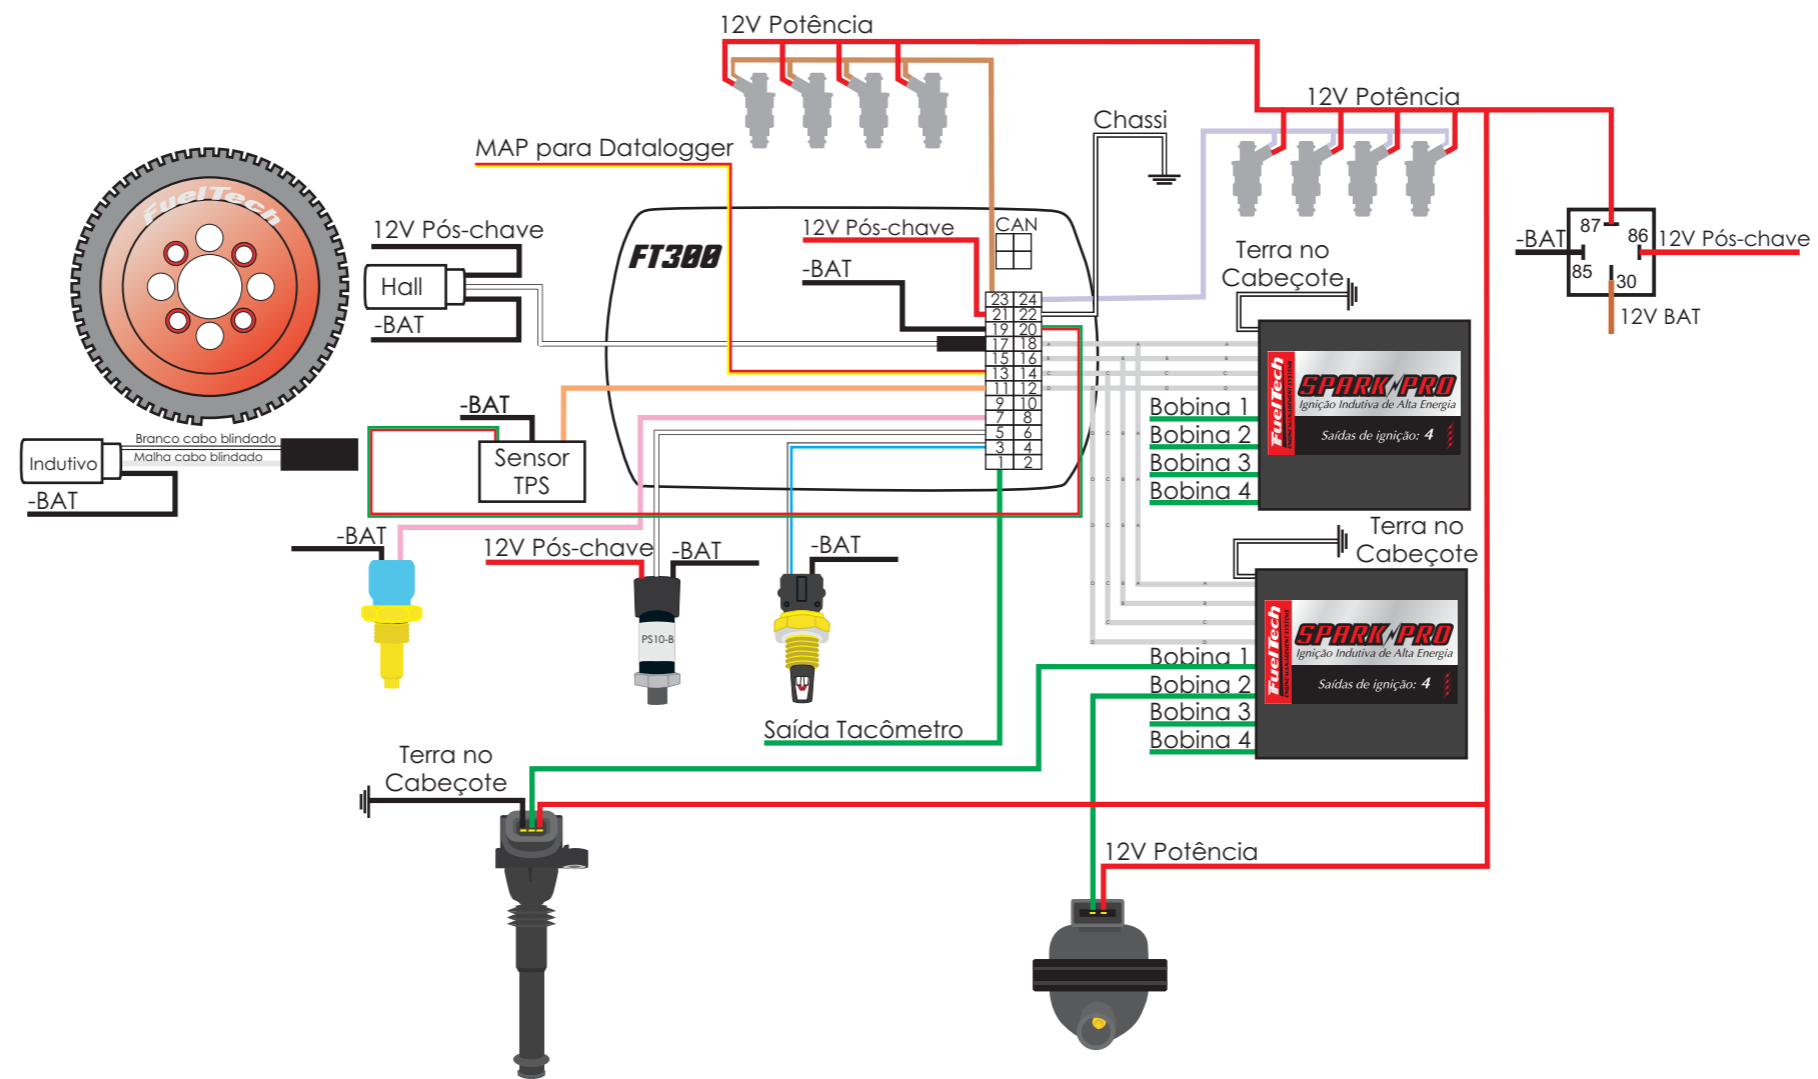 12V Potência
12V Potência
Chassi
MAP para Datalogger
FuelTech
12V Pós-chave
Hall
-BAT
FT300
12V Pós-chave
-BAT
CAN
23 24
21 22
19 20
17 18
15 16
13 14
11 12
9 10
7 8
5 6
3 4
1 2
87
86
85
30
-BAT
12V Pós-chave
12V BAT
Terra no
Cabeçote
A A A
B B B
C C C
D D D
FuelTech
SPARK PRO
Ignição Indutiva de Alta Energia
Saídas de ignição: 4
Bobina 1
Bobina 2
Bobina 3
Bobina 4
-BAT
Sensor
TPS
Branco cabo blindado
Malha cabo blindado
Indutivo
-BAT
D C B A
D C B A
D C B A
-BAT
12V Pós-chave
-BAT
-BAT
PS10-B
Terra no
Cabeçote
A
B
C
D
FuelTech
SPARK PRO
Ignição Indutiva de Alta Energia
Saídas de ignição: 4
Bobina 1
Bobina 2
Bobina 3
Bobina 4
Saída Tacômetro
Terra no
Cabeçote
12V Potência